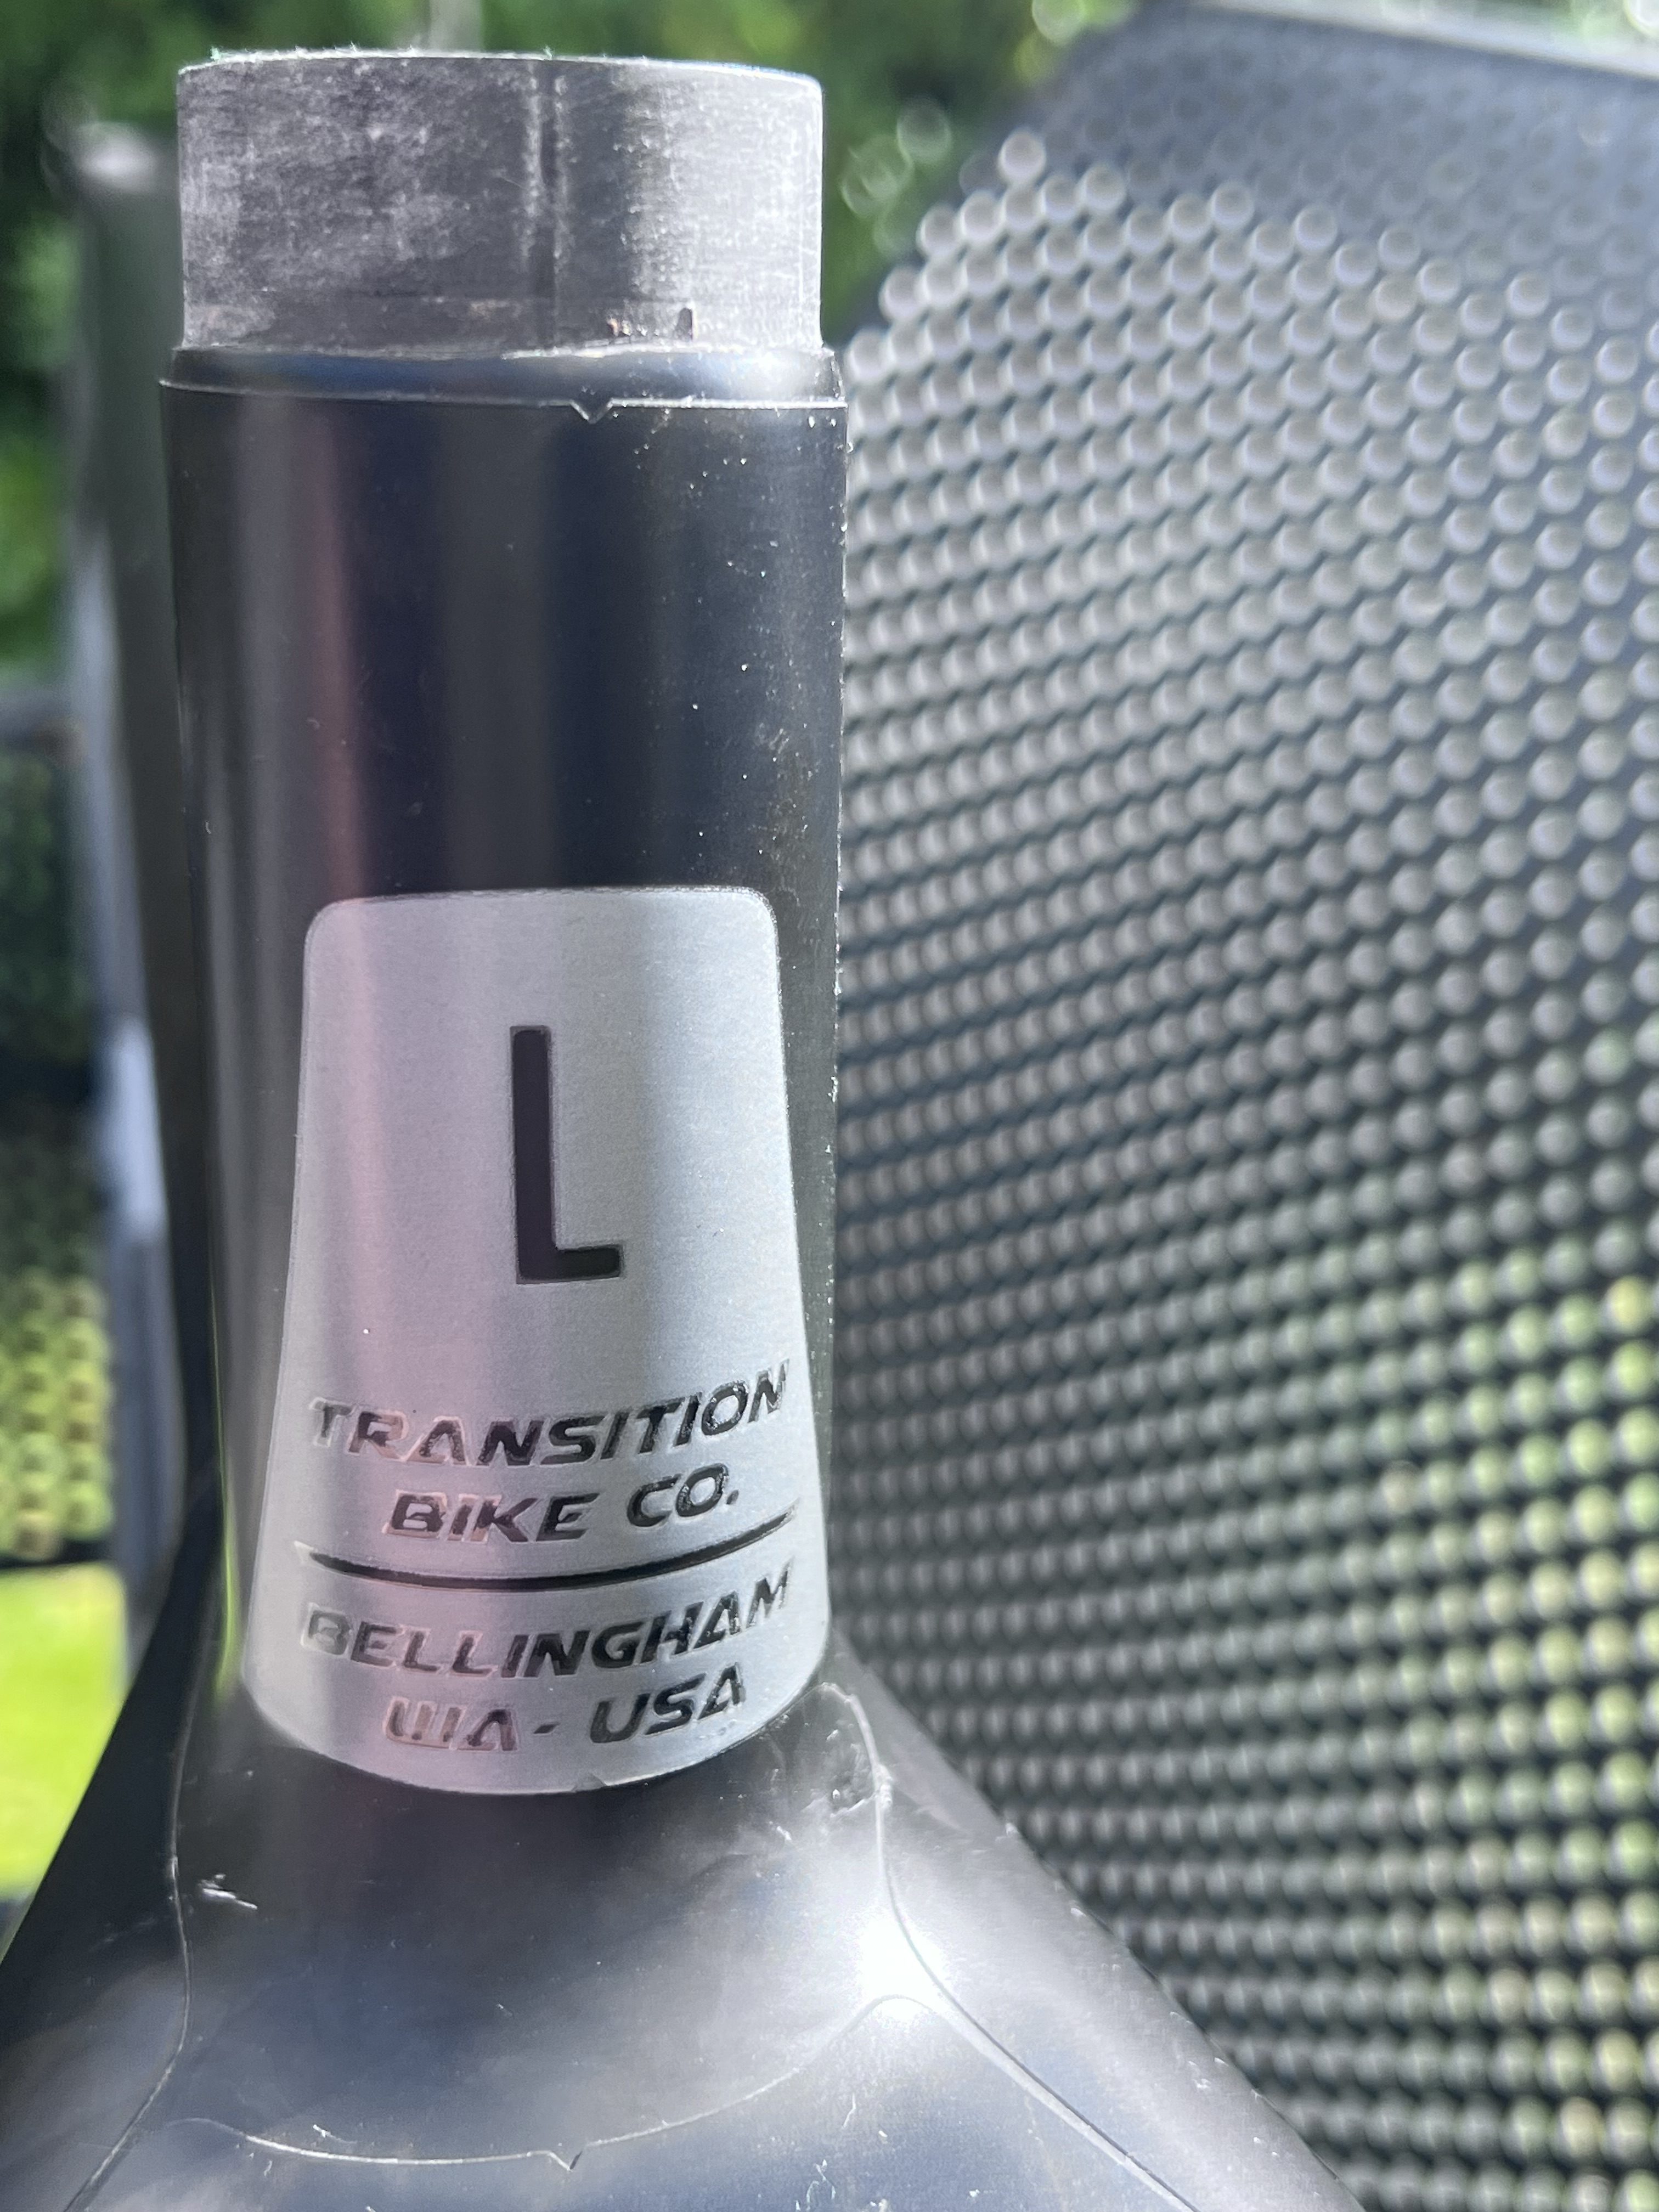 L
TRANSITION
BIKE CO.
BELLINGHAM
WA - USA